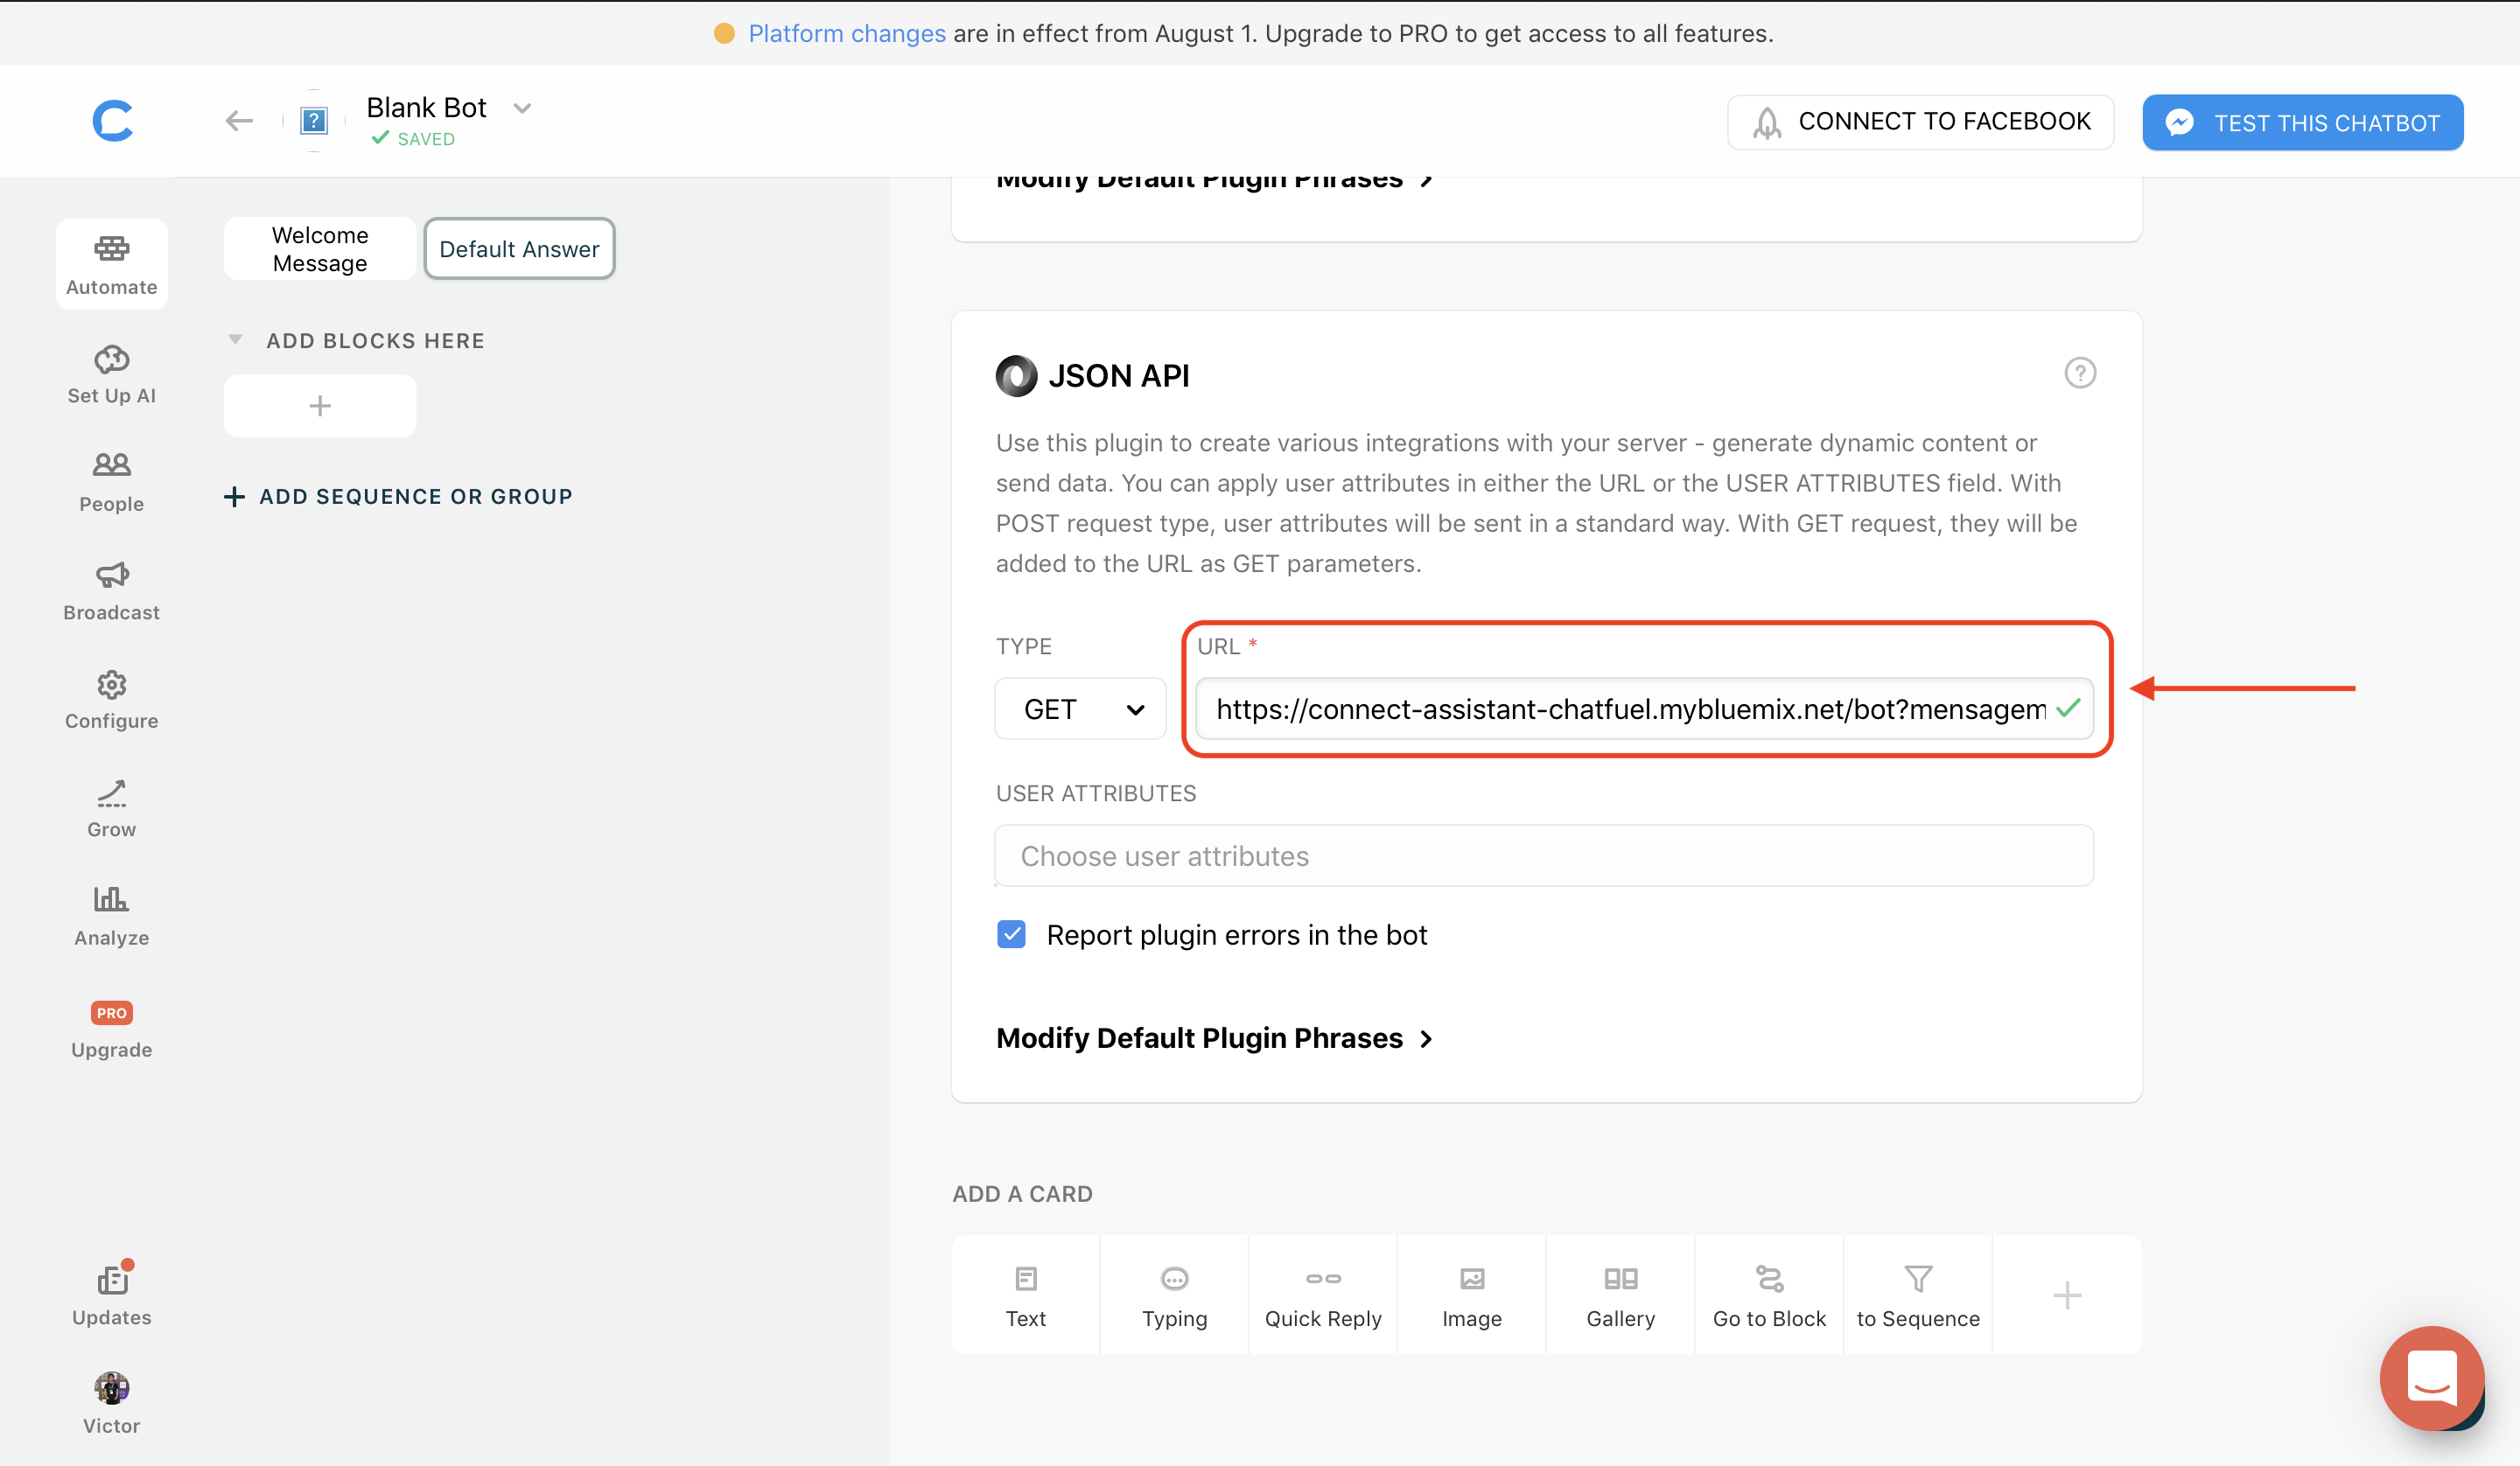 Platform changes are in effect from August 1. Upgrade to PRO to get access to all features.
Blank Bot
SAVED
CONNECT TO FACEBOOK
TEST THIS CHATBOT
Automate
Set Up AI
People
Broadcast
Configure
Grow
Analyze
PRO
Upgrade
Updates
Victor
Welcome
Message
Default Answer
ADD BLOCKS HERE
+
+ ADD SEQUENCE OR GROUP
Modify Default Plugin Phrases
JSON API
?
Use this plugin to create various integrations with your server - generate dynamic content or
send data. You can apply user attributes in either the URL or the USER ATTRIBUTES field. With
POST request type, user attributes will be sent in a standard way. With GET request, they will be
added to the URL as GET parameters.
TYPE
URL *
GET
https://connect-assistant-chatfuel.mybluemix.net/bot?mensagem
USER ATTRIBUTES
Choose user attributes
Report plugin errors in the bot
Modify Default Plugin Phrases
ADD A CARD
Text
Typing
Quick Reply
Image
Gallery
Go to Block
to Sequence
+